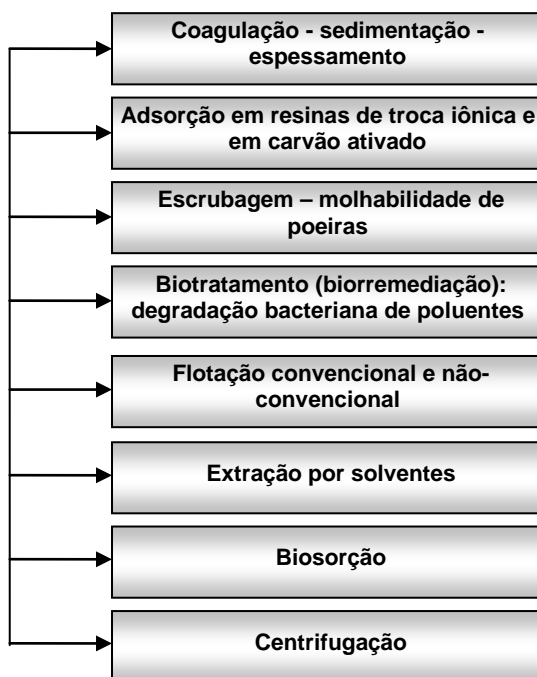 Coagulação - sedimentação -
espessamento
Adsorção em resinas de troca iônica e
em carvão ativado
Escrubagem – molhabilidade de
poeiras
Biotratamento (biorremediação):
degradação bacteriana de poluentes
Flotação convencional e não-
convencional
Extração por solventes
Biosorção
Centrifugação